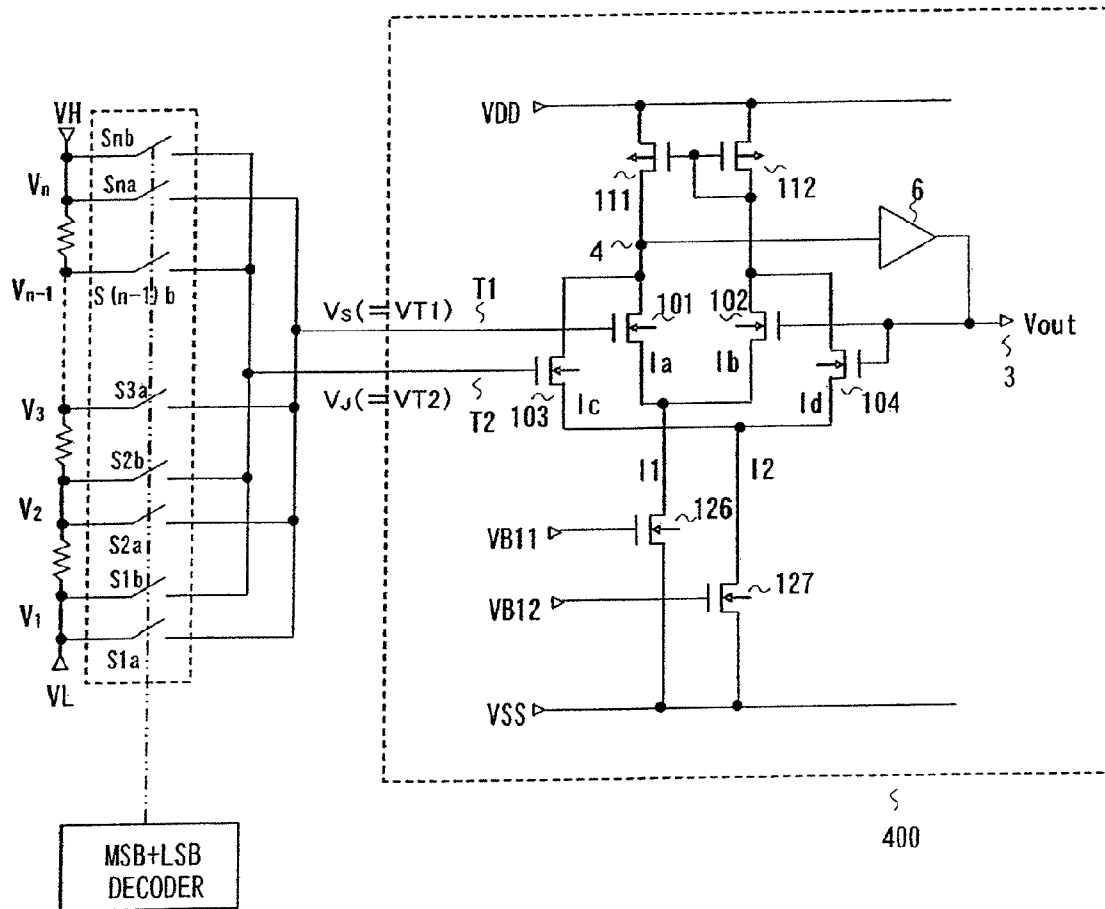 VH
Snb
Vn
Sna
Vn-1
S(n-1)b
V3
S3a
S2b
V2
S2a
S1b
V1
S1a
VL
MSB+LSB
DECODER
VS(=VT1)
T1
VJ(=VT2)
T2
VDD
111
112
6
4
101
102
Ia
Ib
103
Ic
Id
104
Vout
3
I1
I2
VB11
126
VB12
127
VSS
400